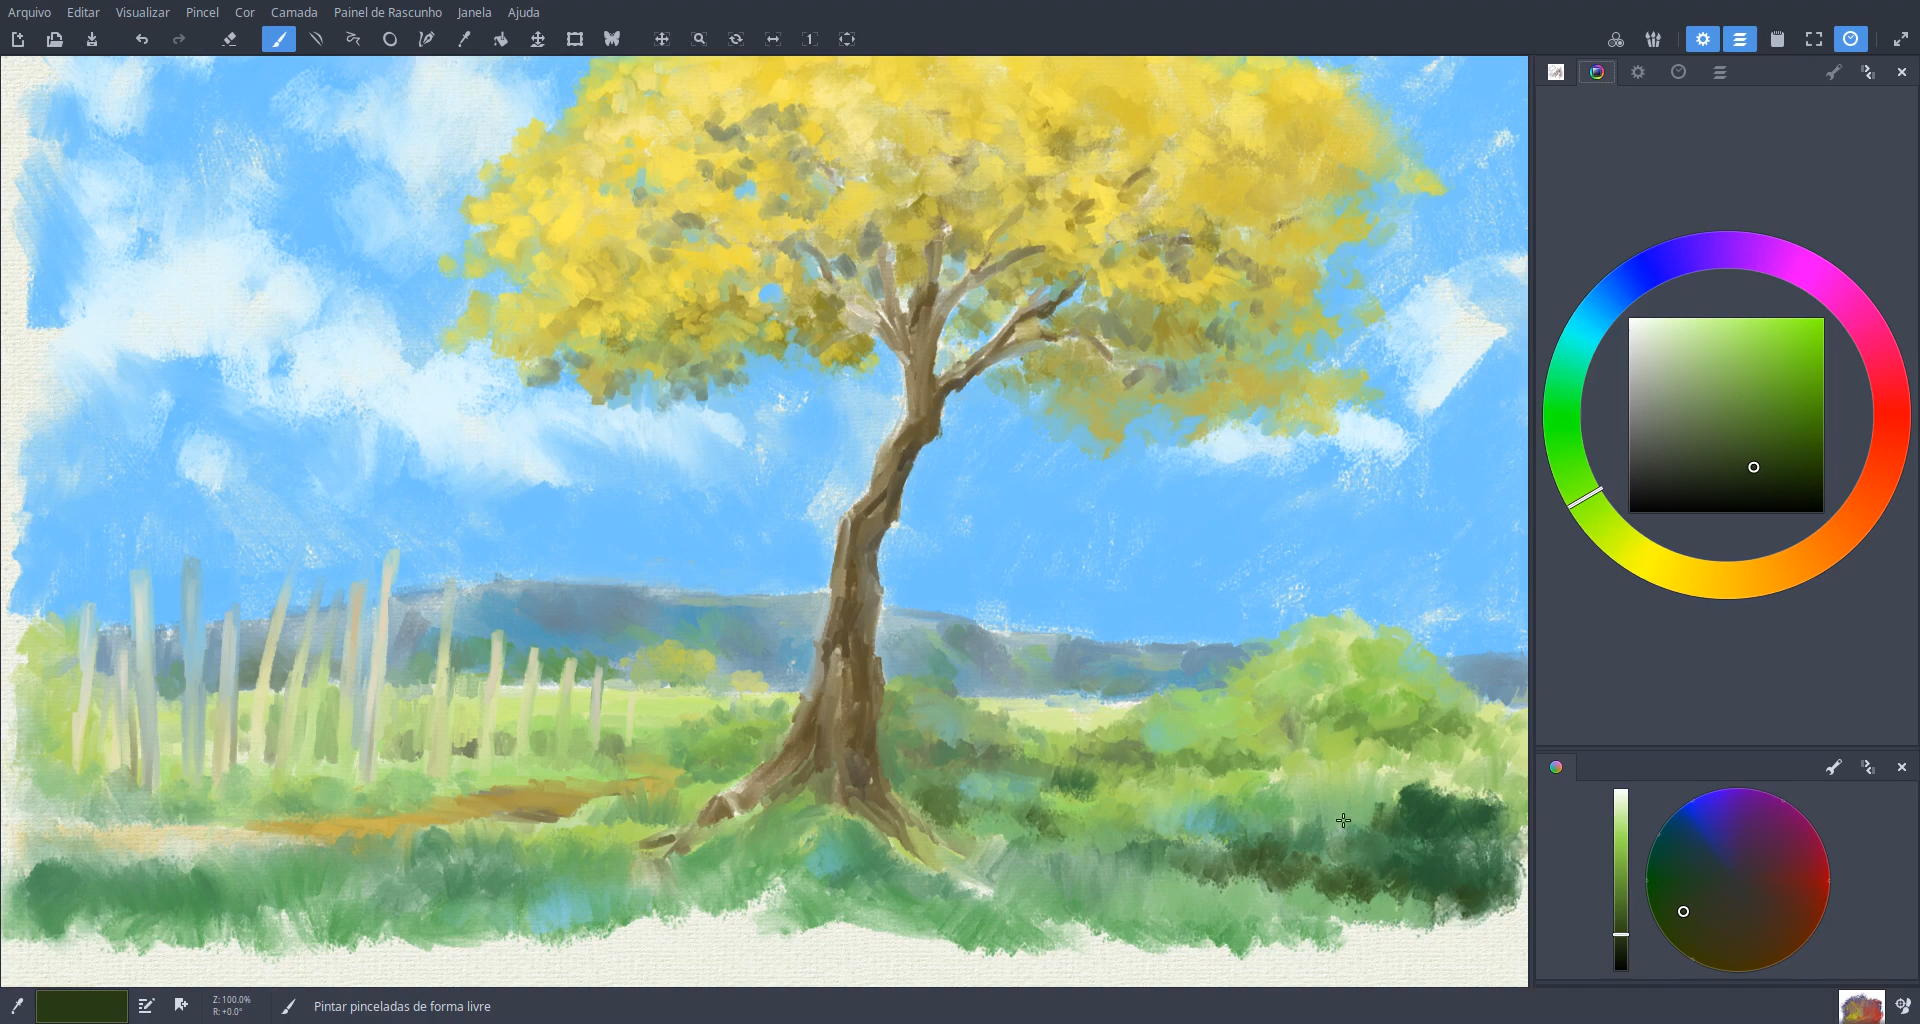 Arquivo Editar Visualizar Pincel Cor Camada Painel de Rascunho Janela Ajuda
1
Z: 100.0%
R: +0.0°
Pintar pinceladas de forma livre